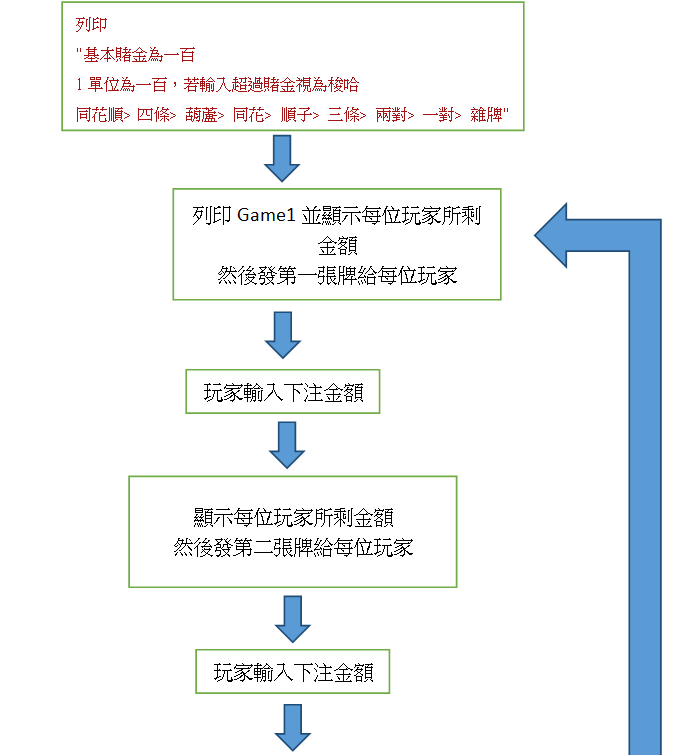 列印
"基本賭金為一百
1單位為一百，若輸入超過賭金視為梭哈
同花順> 四條> 葫蘆> 同花> 順子> 三條> 兩對> 一對> 雜牌"
列印 Game1 並顯示每位玩家所剩
金額
然後發第一張牌給每位玩家
玩家輸入下注金額
顯示每位玩家所剩金額
然後發第二張牌給每位玩家
玩家輸入下注金額